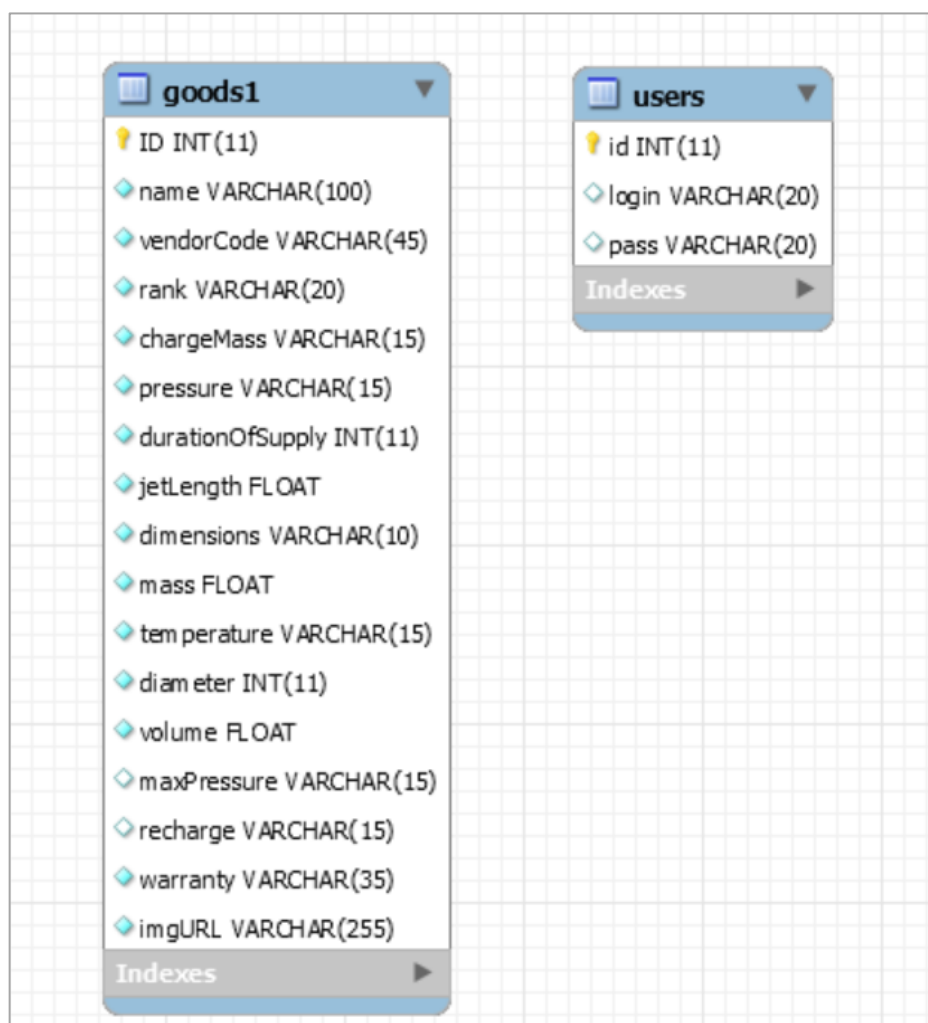 goods1
ID INT(11)
name VARCHAR(100)
vendorCode VARCHAR(45)
rank VARCHAR(20)
chargeMass VARCHAR(15)
pressure VARCHAR(15)
durationOfSupply INT(11)
jetLength FLOAT
dimensions VARCHAR(10)
mass FLOAT
temperature VARCHAR(15)
diameter INT(11)
volume FLOAT
maxPressure VARCHAR(15)
recharge VARCHAR(15)
warranty VARCHAR(35)
imgURL VARCHAR(255)
Indexes
users
id INT(11)
login VARCHAR(20)
pass VARCHAR(20)
Indexes